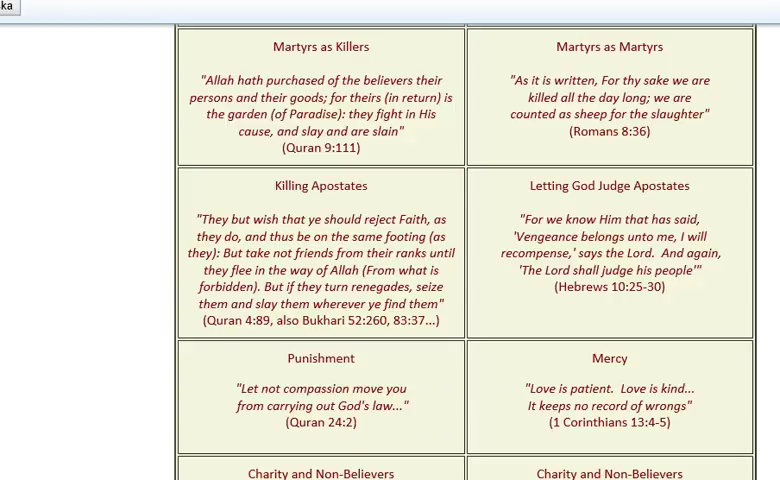 ska
Martyrs as Killers
"Allah hath purchased of the believers their
persons and their goods; for theirs (in return) is
the garden (of Paradise): they fight in His
cause, and slay and are slain"
(Quran 9:111)
Martyrs as Martyrs
"As it is written, For thy sake we are
killed all the day long; we are
counted as sheep for the slaughter"
(Romans 8:36)
Killing Apostates
"They but wish that ye should reject Faith, as
they do, and thus be on the same footing (as
they): But take not friends from their ranks until
they flee in the way of Allah (From what is
forbidden). But if they turn renegades, seize
them and slay them wherever ye find them"
(Quran 4:89, also Bukhari 52:260, 83:37...)
Letting God Judge Apostates
"For we know Him that has said,
'Vengeance belongs unto me, I will
recompense,' says the Lord.  And again,
'The Lord shall judge his people'"
(Hebrews 10:25-30)
Punishment
"Let not compassion move you
from carrying out God's law..."
(Quran 24:2)
Mercy
"Love is patient.  Love is kind...
It keeps no record of wrongs"
(1 Corinthians 13:4-5)
Charity and Non-Believers
Charity and Non-Believers